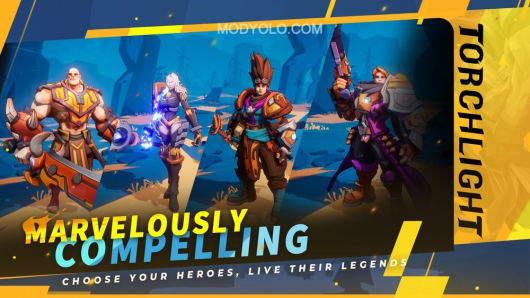 MODYOLO.COM
TORCHLIGHT
MARVELOUSLY
COMPELLING
CHOOSE YOUR HEROES, LIVE THEIR LEGENDS